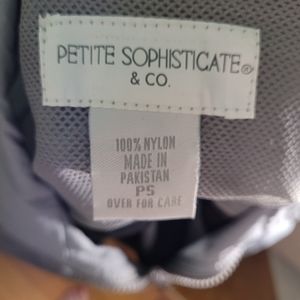 PETITE SOPHISTICATE®
& CO.
100% NYLON
MADE IN
PAKISTAN
PS
OVER FOR CARE